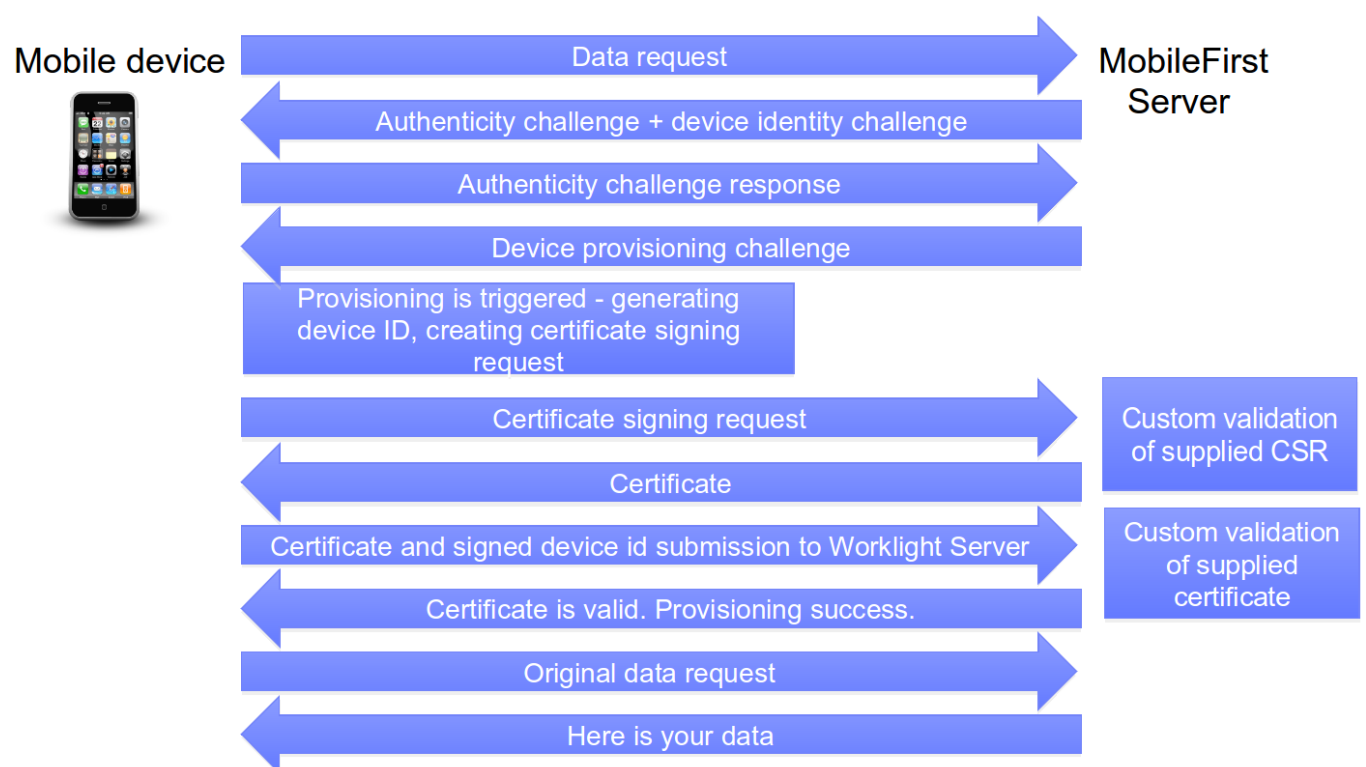 Mobile device
Data request
MobileFirst
Server
Authenticity challenge + device identity challenge
Authenticity challenge response
Device provisioning challenge
Provisioning is triggered - generating
device ID, creating certificate signing
request
Certificate signing request
Custom validation
of supplied CSR
Certificate
Certificate and signed device id submission to Worklight Server
Custom validation
of supplied
certificate
Certificate is valid. Provisioning success.
Original data request
Here is your data